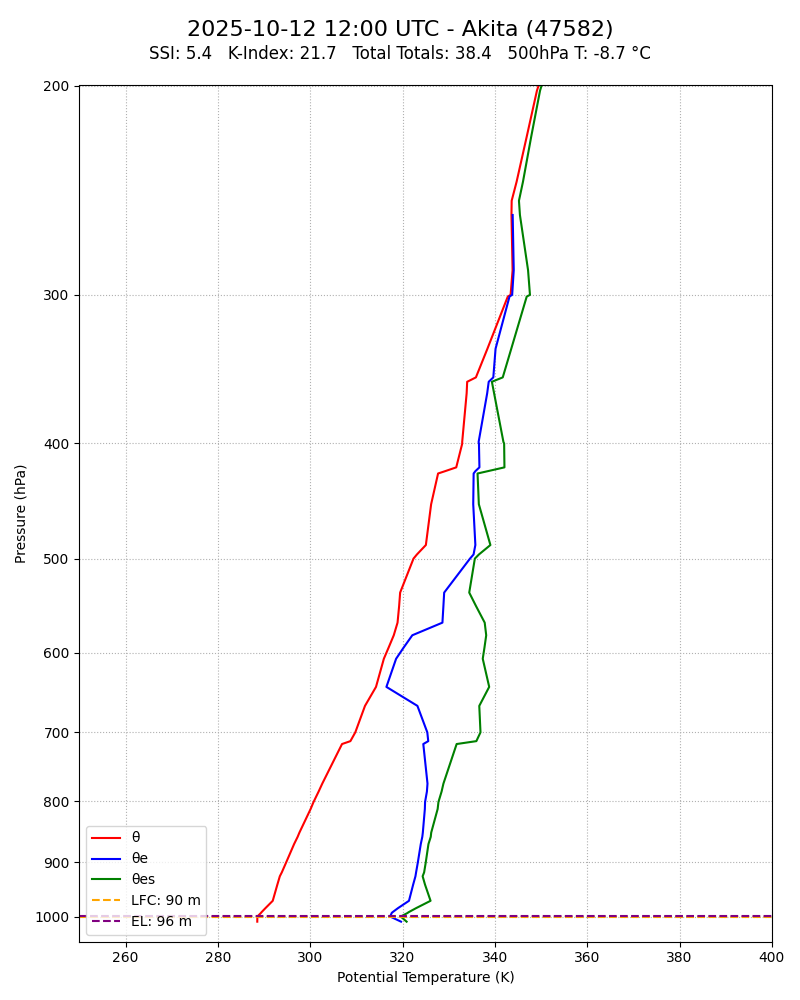 2025-10-12 12:00 UTC - Akita (47582)
SSI: 5.4   K-Index: 21.7   Total Totals: 38.4   500hPa T: -8.7 °C
200
300
400
500
600
700
800
900
1000
Pressure (hPa)
θ
θe
θes
LFC: 90 m
EL: 96 m
260
280
300
320
340
360
380
400
Potential Temperature (K)